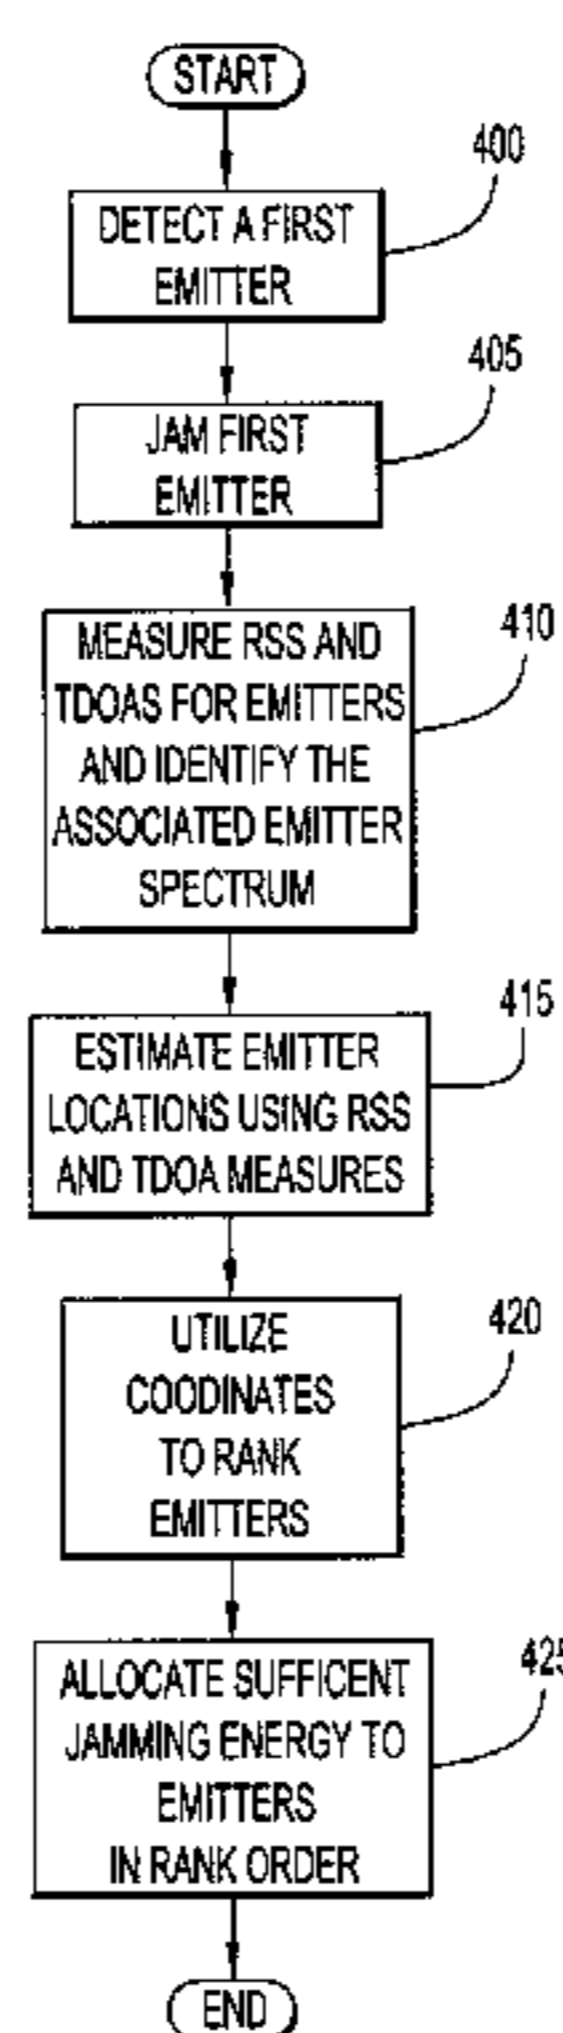 START
400
DETECT A FIRST
EMITTER
405
JAM FIRST
EMITTER
410
MEASURE RSS AND
TDOAS FOR EMITTERS
AND IDENTIFY THE
ASSOCIATED EMITTER
SPECTRUM
415
ESTIMATE EMITTER
LOCATIONS USING RSS
AND TDOA MEASURES
420
UTILIZE
COODINATES
TO RANK
EMITTERS
425
ALLOCATE SUFFICENT
JAMMING ENERGY TO
EMITTERS
IN RANK ORDER
END